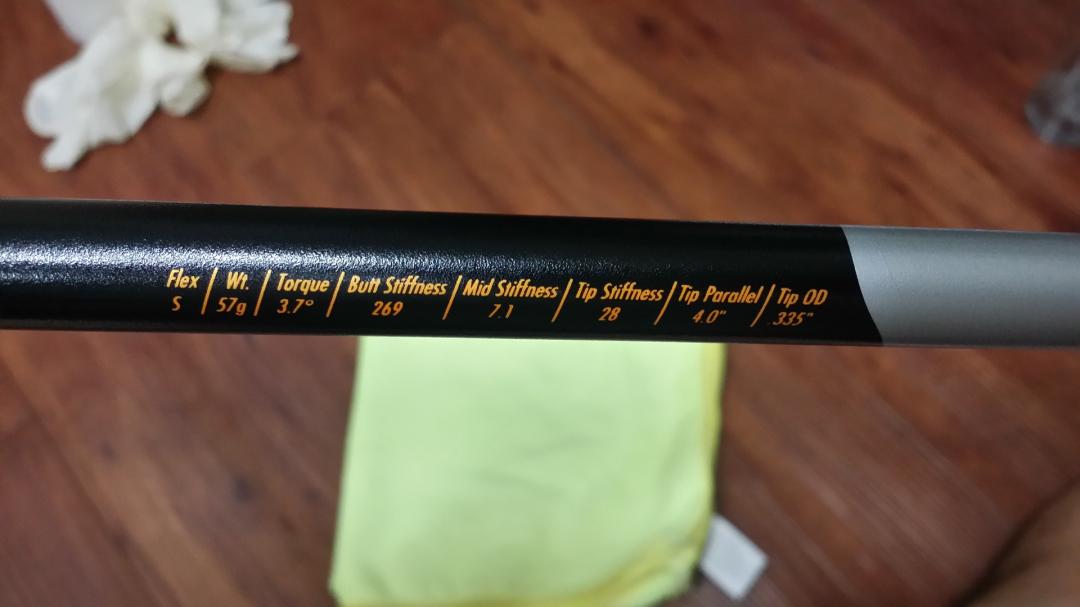 Flex / Wt. / Torque / Butt Stiffness / Mid Stiffness / Tip Stiffness / Tip Parallel / Tip OD
S 57g 3.7° 269 7.1 28 4.0" .335"